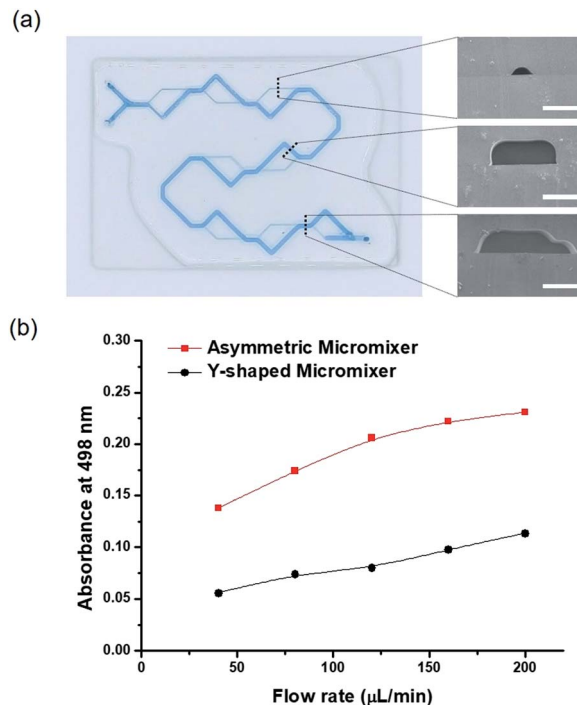 (a)
(b)
0.30
0.25
0.20
0.15
0.10
0.05
0.00
Absorbance at 498 nm
Asymmetric Micromixer
Y-shaped Micromixer
0
50
100
150
200
Flow rate (μL/min)